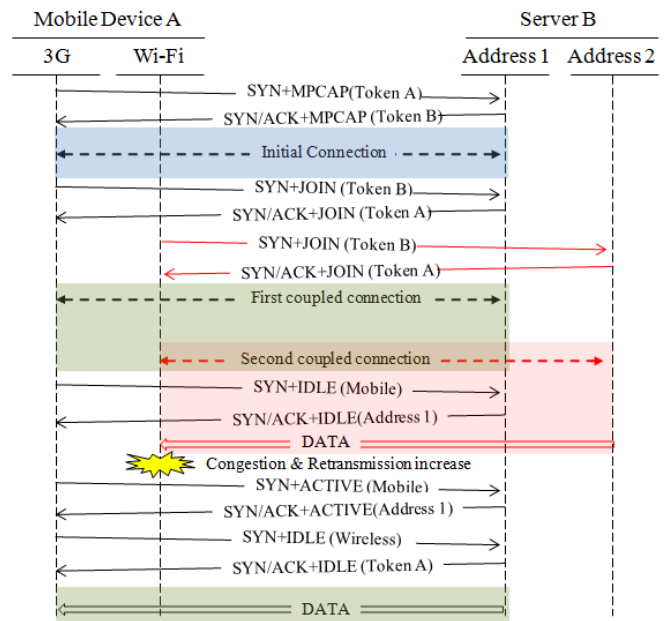 Mobile Device A
Server B
3G
Wi-Fi
Address 1
Address 2
SYN+MPCAP(Token A)
SYN/ACK+MPCAP (Token B)
Initial Connection
SYN+JOIN (Token B)
SYN/ACK+JOIN (Token A)
SYN+JOIN (Token B)
SYN/ACK+JOIN (Token A)
First coupled connection
Second coupled connection
SYN+IDLE (Mobile)
SYN/ACK+IDLE(Address 1)
DATA
Congestion & Retransmission increase
SYN+ACTIVE (Mobile)
SYN/ACK+ACTIVE(Address 1)
SYN+IDLE (Wireless)
SYN/ACK+IDLE (Token A)
DATA